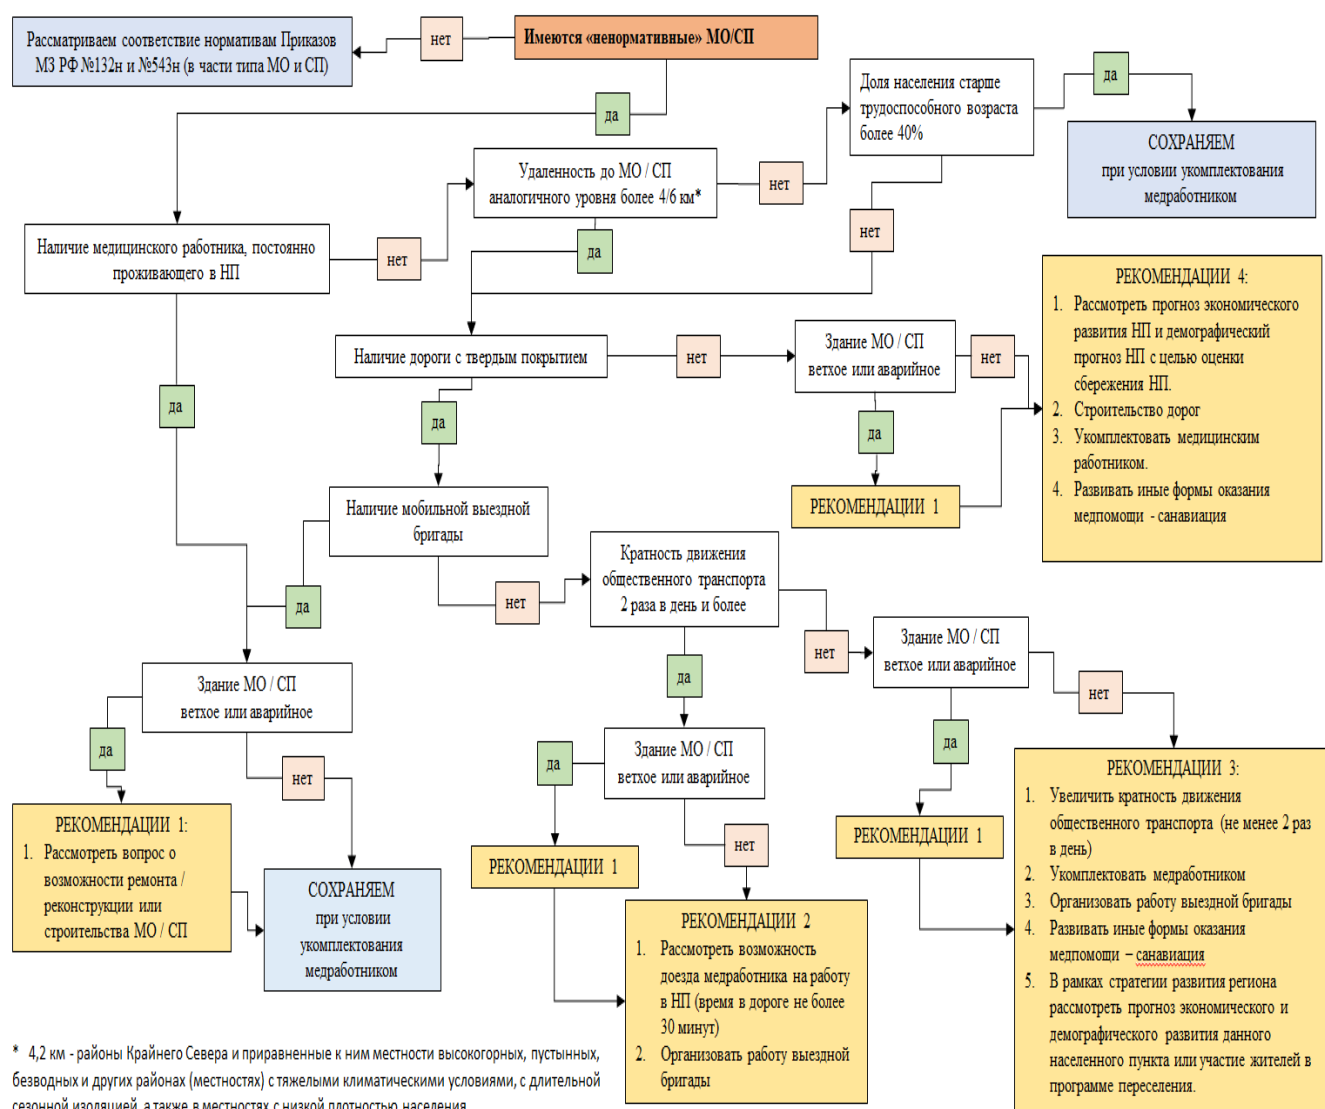 Рассматриваем соответствие нормативам Приказов
МЗ РФ №132н и №543н (в части типа МО и СП)
нет
Имеются «ненормативные» МО/СП
да
Доля населения старше
трудоспособного возраста
более 40%
да
СОХРАНЯЕМ
при условии укомплектования
медработником
Удаленность до МО / СП
аналогичного уровня более 4/6 км*
нет
нет
да
Наличие медицинского работника, постоянно
проживающего в НП
нет
РЕКОМЕНДАЦИИ 4:
1. Рассмотреть прогноз экономического
развития НП и демографический
прогноз НП с целью оценки
сбережения НП.
2. Строительство дорог
3. Укомплектовать медицинским
работником.
4. Развивать иные формы оказания
медпомощи - санавиация
Наличие дороги с твердым покрытием
нет
Здание МО / СП
ветхое или аварийное
нет
да
да
да
РЕКОМЕНДАЦИИ 1
Наличие мобильной выездной
бригады
да
нет
Кратность движения
общественного транспорта
2 раза в день и более
нет
Здание МО / СП
ветхое или аварийное
нет
да
да
Здание МО / СП
ветхое или аварийное
да
нет
Здание МО / СП
ветхое или аварийное
да
нет
РЕКОМЕНДАЦИИ 1:
1. Рассмотреть вопрос о
возможности ремонта /
реконструкции или
строительства МО / СП
СОХРАНЯЕМ
при условии
укомплектования
медработником
РЕКОМЕНДАЦИИ 1
РЕКОМЕНДАЦИИ 1
РЕКОМЕНДАЦИИ 2
1. Рассмотреть возможность
доезда медработника на работу
в НП (время в дороге не более
30 минут)
2. Организовать работу выездной
бригады
РЕКОМЕНДАЦИИ 3:
1. Увеличить кратность движения
общественного транспорта (не менее 2 раз
в день)
2. Укомплектовать медработником
3. Организовать работу выездной бригады
4. Развивать иные формы оказания
медпомощи – санавиация
5. В рамках стратегии развития региона
рассмотреть прогноз экономического и
демографического развития данного
населенного пункта или участие жителей в
программе переселения.
* 4,2 км - районы Крайнего Севера и приравненные к ним местности высокогорных, пустынных,
безводных и других районах (местностях) с тяжелыми климатическими условиями, с длительной
сезонной изоляцией, а также в местностях с низкой плотностью населения